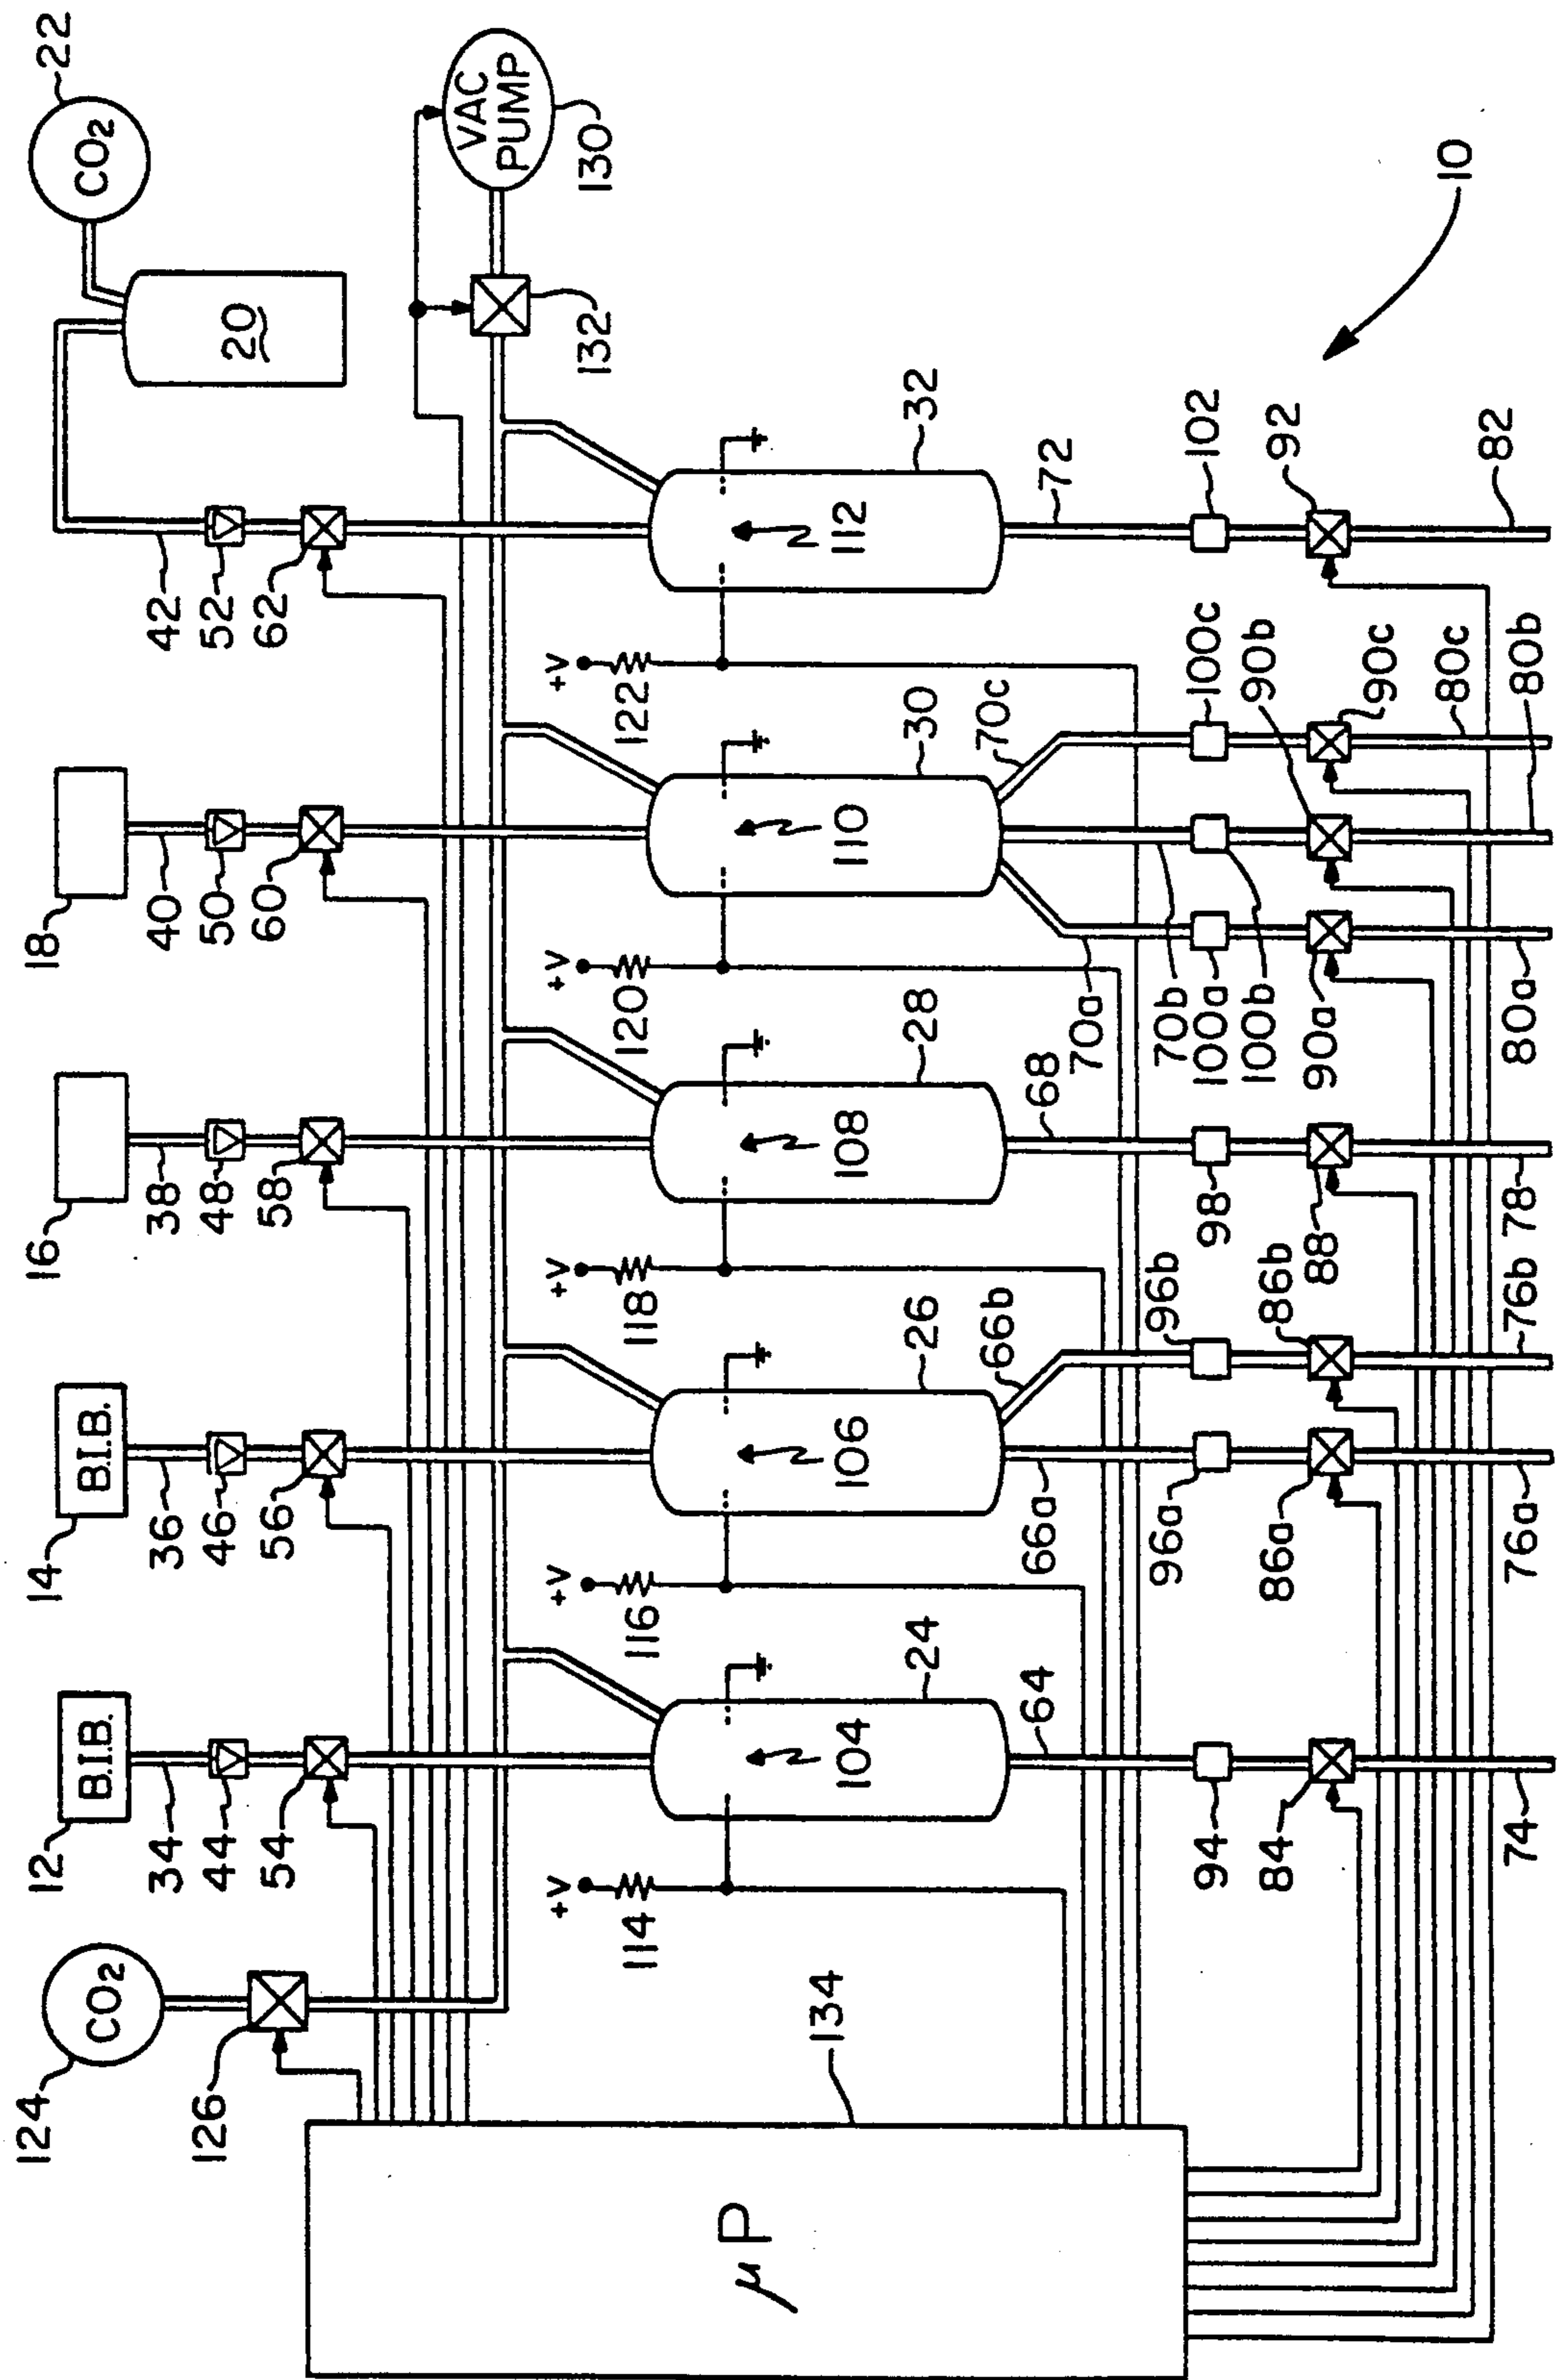 124
CO2
126
12
B.I.B.
34
44
54
14
B.I.B.
36
46
56
16
38
48
58
18
40
50
60
42
52
62
20
CO2
22
VAC
PUMP
130
132
+V
114
+V
116
+V
118
+V
120
+V
122
104
24
106
26
108
28
110
30
112
32
134
μP
64
66a
66b
68
70a
70b
70c
72
94
96a
96b
98
100a
100b
100c
102
84
86a
86b
88
90a
90b
90c
92
74
76a
76b
78
80a
80b
80c
82
10